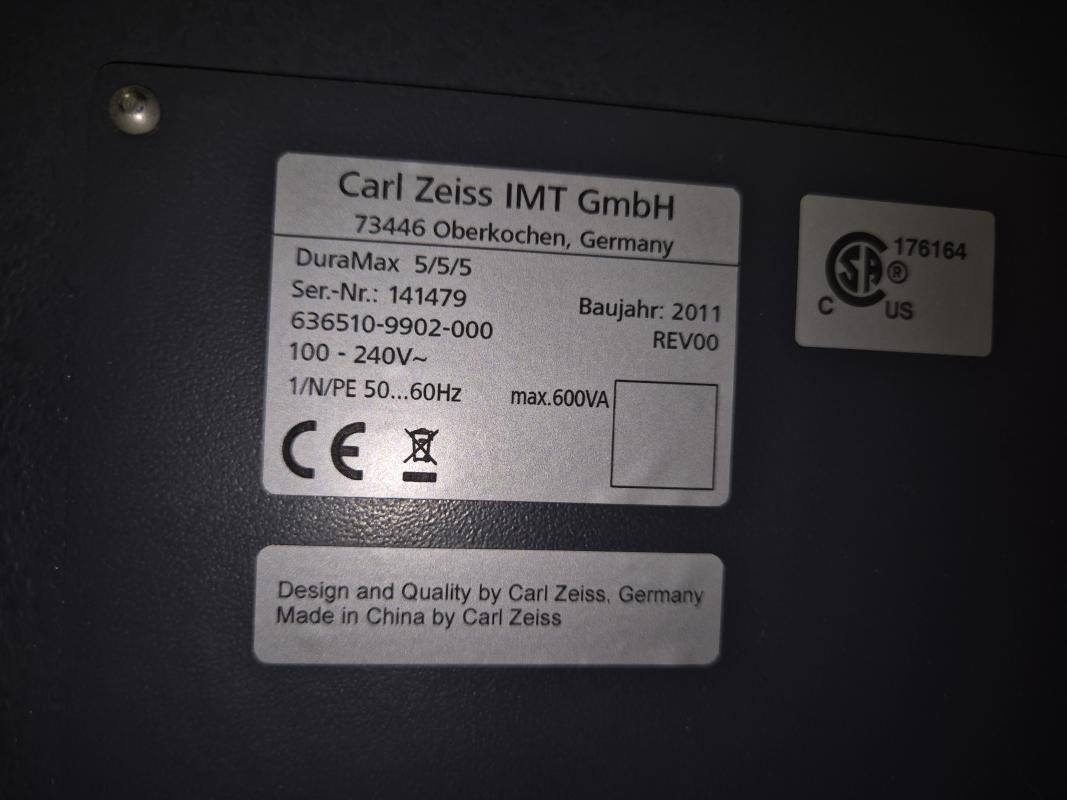 Carl Zeiss IMT GmbH
73446 Oberkochen, Germany
DuraMax 5/5/5
Ser.-Nr.: 141479
Baujahr: 2011
636510-9902-000
REV00
100 - 240V~
1/N/PE 50...60Hz
max.600VA
CE
176164
CSA ®
C US
Design and Quality by Carl Zeiss, Germany
Made in China by Carl Zeiss